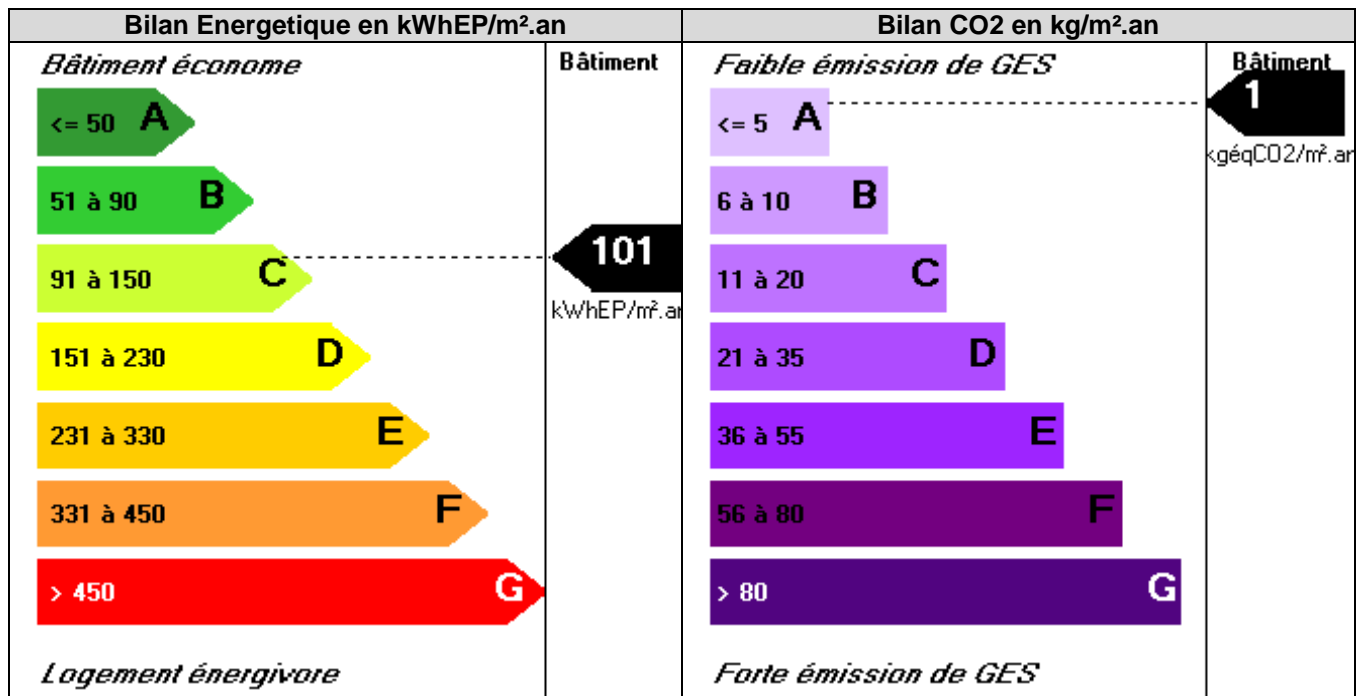 Bilan Energetique en kWhEP/m².an
Bâtiment économe
Bâtiment
<= 50 A
51 à 90 B
91 à 150 C
101
kWhEP/m².an
151 à 230 D
231 à 330 E
331 à 450 F
> 450 G
Logement énergivore
Bilan CO2 en kg/m².an
Faible émission de GES
Bâtiment
1
kgéqCO2/m².an
<= 5 A
6 à 10 B
11 à 20 C
21 à 35 D
36 à 55 E
56 à 80 F
> 80 G
Forte émission de GES